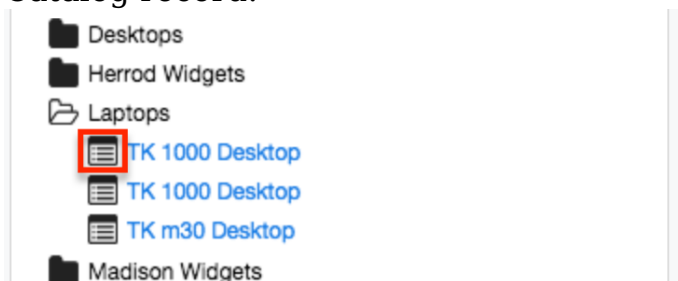 Catalog record.
Desktops
Herrod Widgets
Laptops
TK 1000 Desktop
TK 1000 Desktop
TK m30 Desktop
Madison Widgets